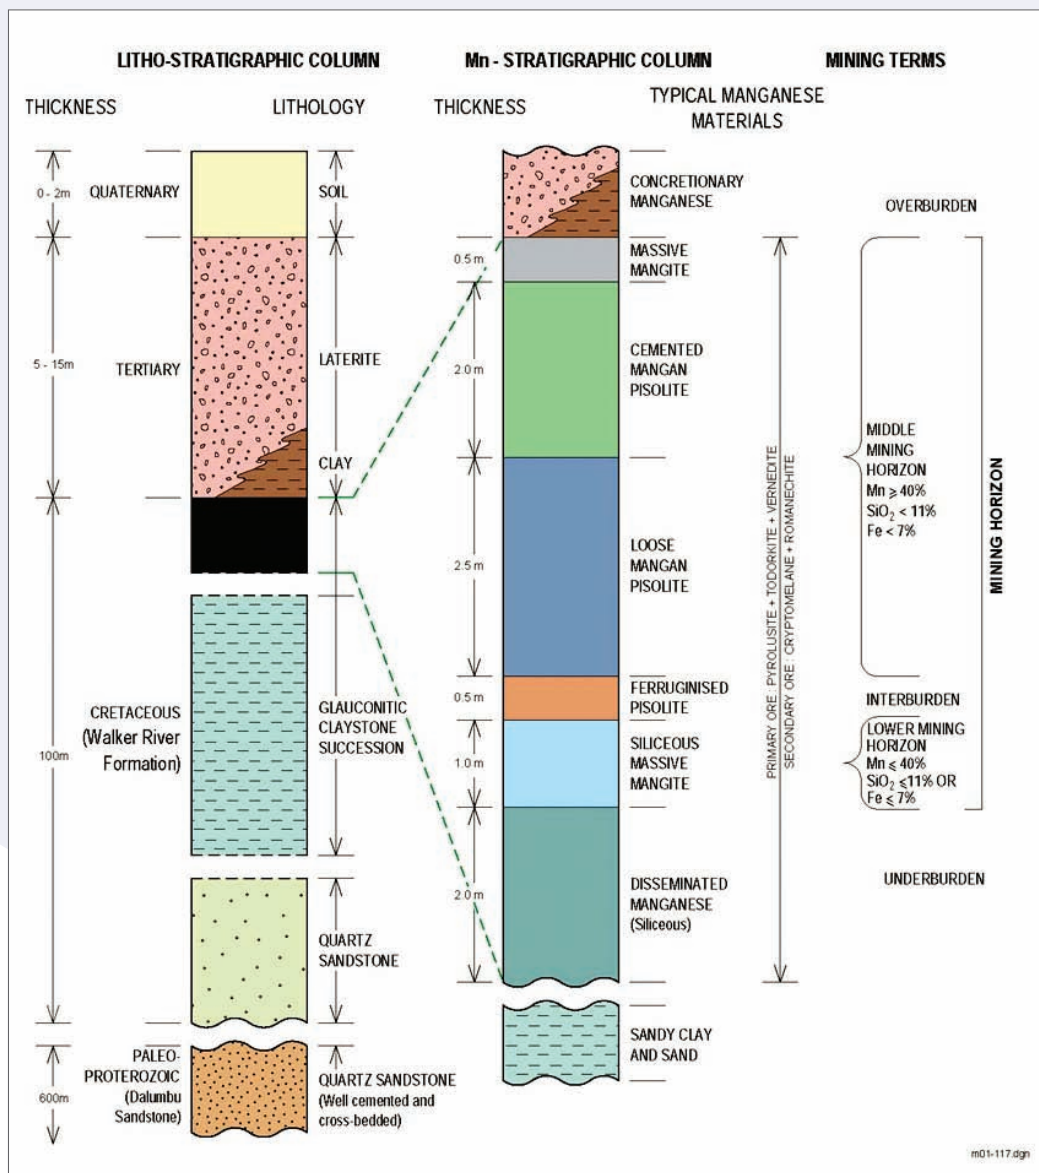 LITHO-STRATIGRAPHIC COLUMN
THICKNESS
LITHOLOGY
0 - 2m
QUATERNARY
SOIL
5 - 15m
TERTIARY
LATERITE
CLAY
100m
CRETACEOUS
(Walker River
Formation)
GLAUCONITIC
CLAYSTONE
SUCCESSION
QUARTZ
SANDSTONE
600m
PALEO-
PROTEROZOIC
(Dalumbu
Sandstone)
QUARTZ SANDSTONE
(Well cemented and
cross-bedded)
Mn - STRATIGRAPHIC COLUMN
THICKNESS
TYPICAL MANGANESE
MATERIALS
CONCRETIONARY
MANGANESE
0.5 m
MASSIVE
MANGITE
2.0 m
CEMENTED
MANGAN
PISOLITE
2.5 m
LOOSE
MANGAN
PISOLITE
0.5 m
FERRUGINISED
PISOLITE
1.0 m
SILICEOUS
MASSIVE
MANGITE
2.0 m
DISSEMINATED
MANGANESE
(Siliceous)
SANDY CLAY
AND SAND
PRIMARY ORE : PYROLUSITE + TODORKITE + VERNEDITE
SECONDARY ORE : CRYPTOMELANE + ROMANECHITE
MINING TERMS
OVERBURDEN
MIDDLE
MINING
HORIZON
Mn ⩾ 40%
SiO₂ < 11%
Fe < 7%
INTERBURDEN
LOWER MINING
HORIZON
Mn ⩽ 40%
SiO₂ ⩽11% OR
Fe ⩽ 7%
UNDERBURDEN
MINING HORIZON
m01-117.dgn